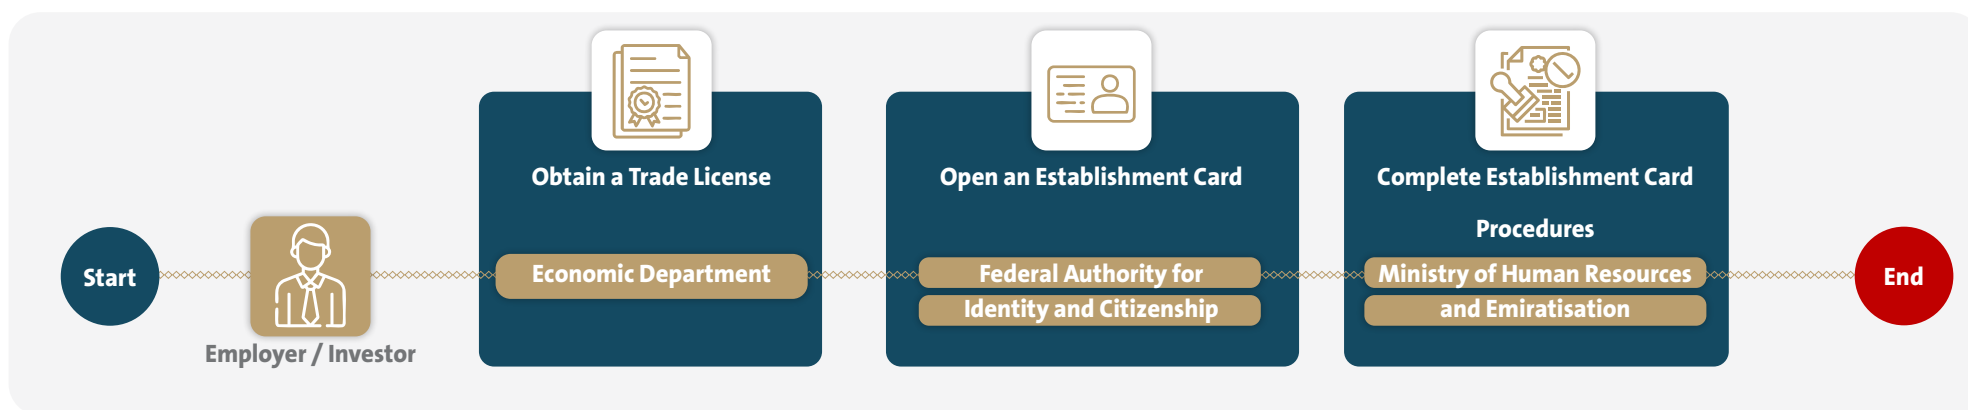 Start
Employer / Investor
Obtain a Trade License
Economic Department
Open an Establishment Card
Federal Authority for
Identity and Citizenship
Complete Establishment Card
Procedures
Ministry of Human Resources
and Emiratisation
End